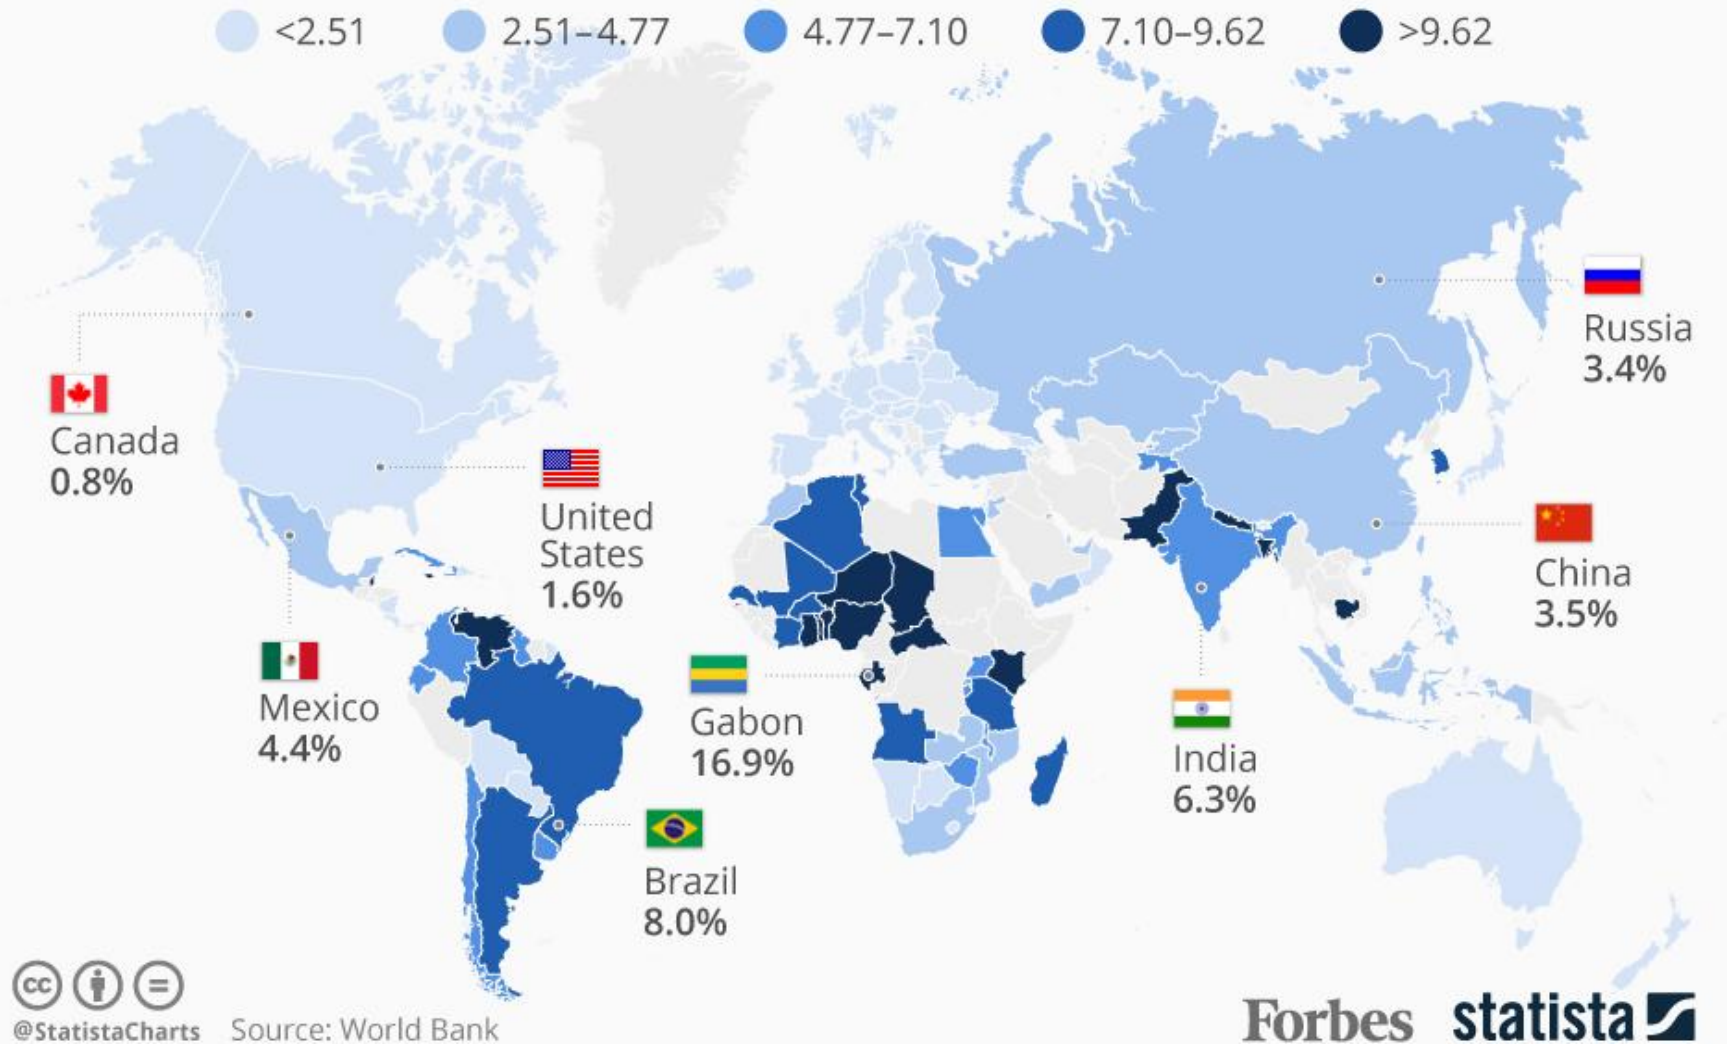 <2.51
2.51–4.77
4.77–7.10
7.10–9.62
>9.62
Russia
3.4%
Canada
0.8%
United
States
1.6%
China
3.5%
Mexico
4.4%
Gabon
16.9%
India
6.3%
Brazil
8.0%
cc
@StatistaCharts
Source: World Bank
Forbes
statista